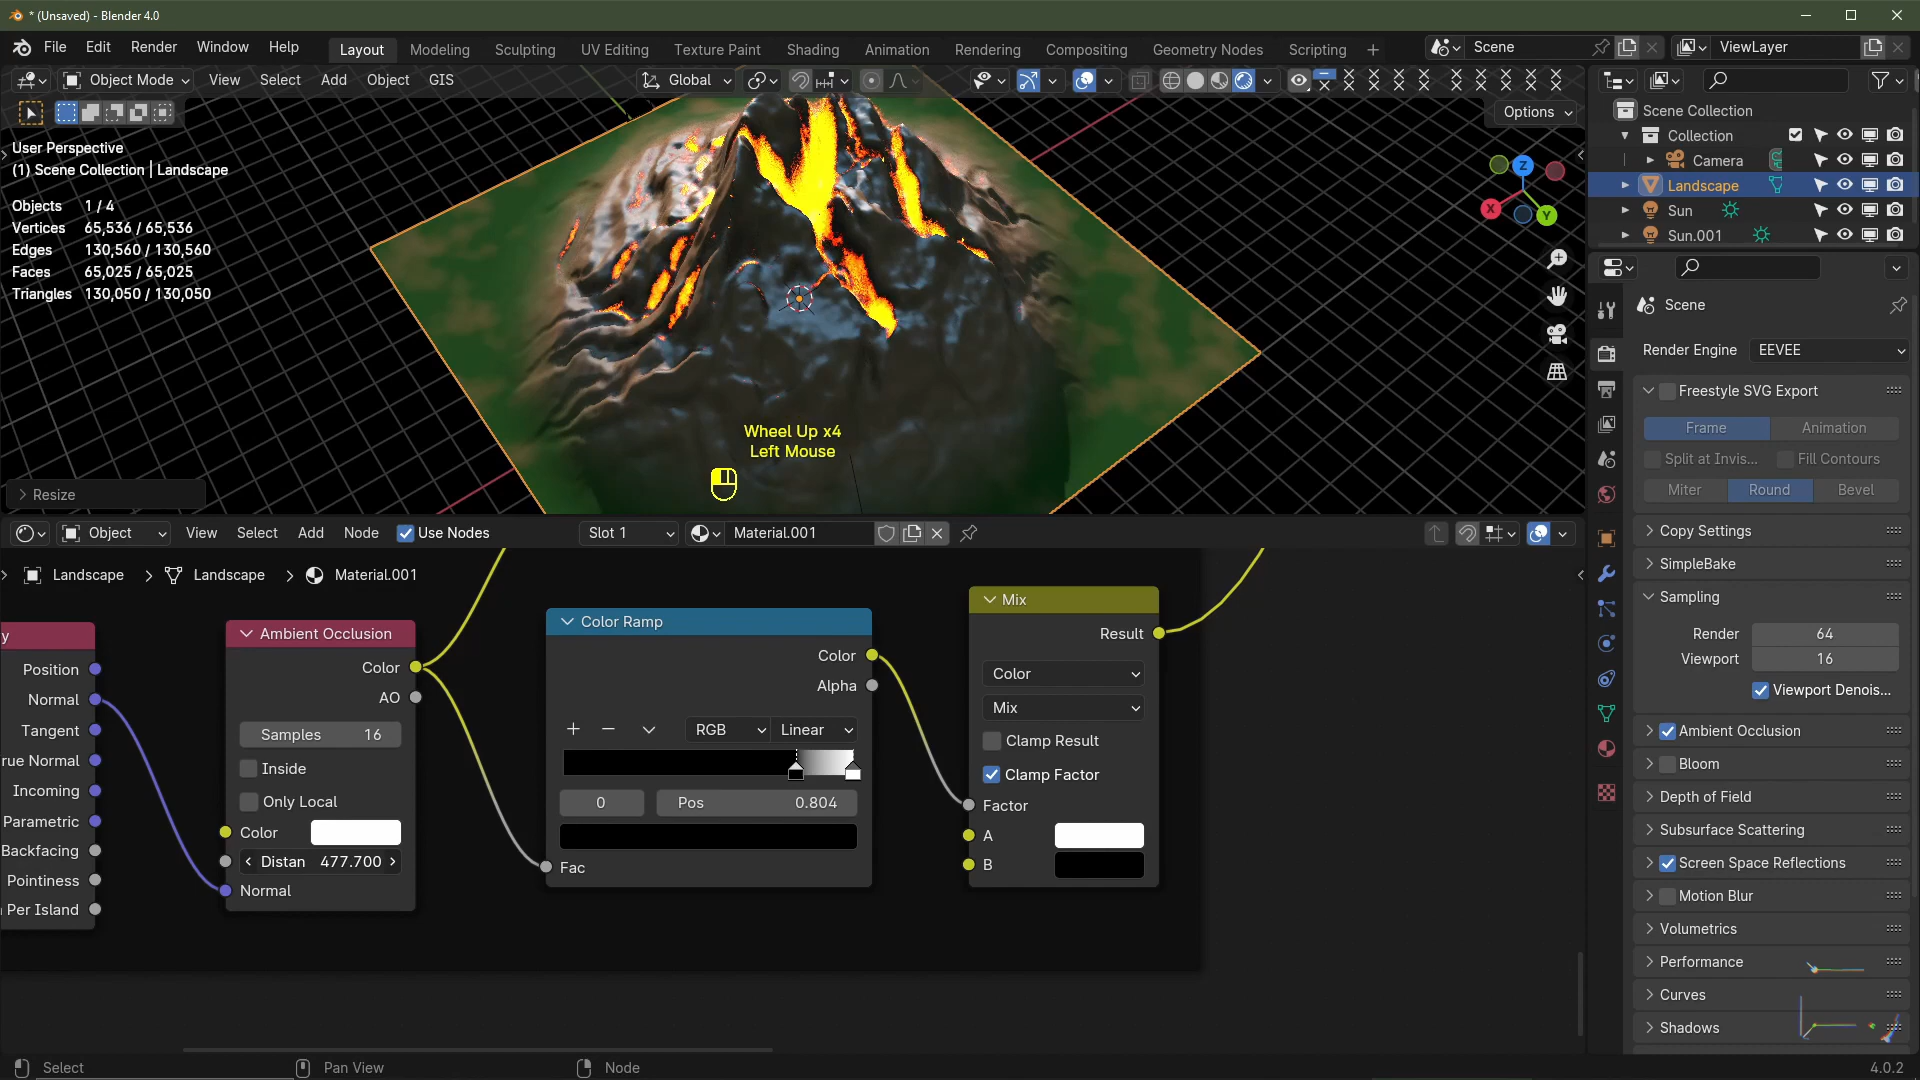 * (Unsaved) - Blender 4.0
File Edit Render Window Help Layout Modeling Sculpting UV Editing Texture Paint Shading Animation Rendering Compositing Geometry Nodes Scripting + Scene ViewLayer
Object Mode View Select Add Object GIS Global
Options
User Perspective
(1) Scene Collection | Landscape
Objects 1 / 4
Vertices 65,536 / 65,536
Edges 130,560 / 130,560
Faces 65,025 / 65,025
Triangles 130,050 / 130,050
Z
X
Y
Wheel Up x4
Left Mouse
Resize
Scene Collection
Collection
Camera
Landscape
Sun
Sun.001
Scene
Render Engine EEVEE
Freestyle SVG Export
Frame Animation
Split at Invis... Fill Contours
Miter Round Bevel
Copy Settings
SimpleBake
Sampling
Render 64
Viewport 16
Viewport Denois...
Ambient Occlusion
Bloom
Depth of Field
Subsurface Scattering
Screen Space Reflections
Motion Blur
Volumetrics
Performance
Curves
Shadows
Object View Select Add Node Use Nodes Slot 1 Material.001
Landscape > Landscape > Material.001
y
Position
Normal
Tangent
rue Normal
Incoming
Parametric
Backfacing
Pointiness
Per Island
Ambient Occlusion
Color
AO
Samples 16
Inside
Only Local
Color
Distan 477.700
Normal
Color Ramp
Color
Alpha
+ − RGB Linear
0 Pos 0.804
Fac
Mix
Result
Color
Mix
Clamp Result
Clamp Factor
Factor
A
B
Select Pan View Node 4.0.2